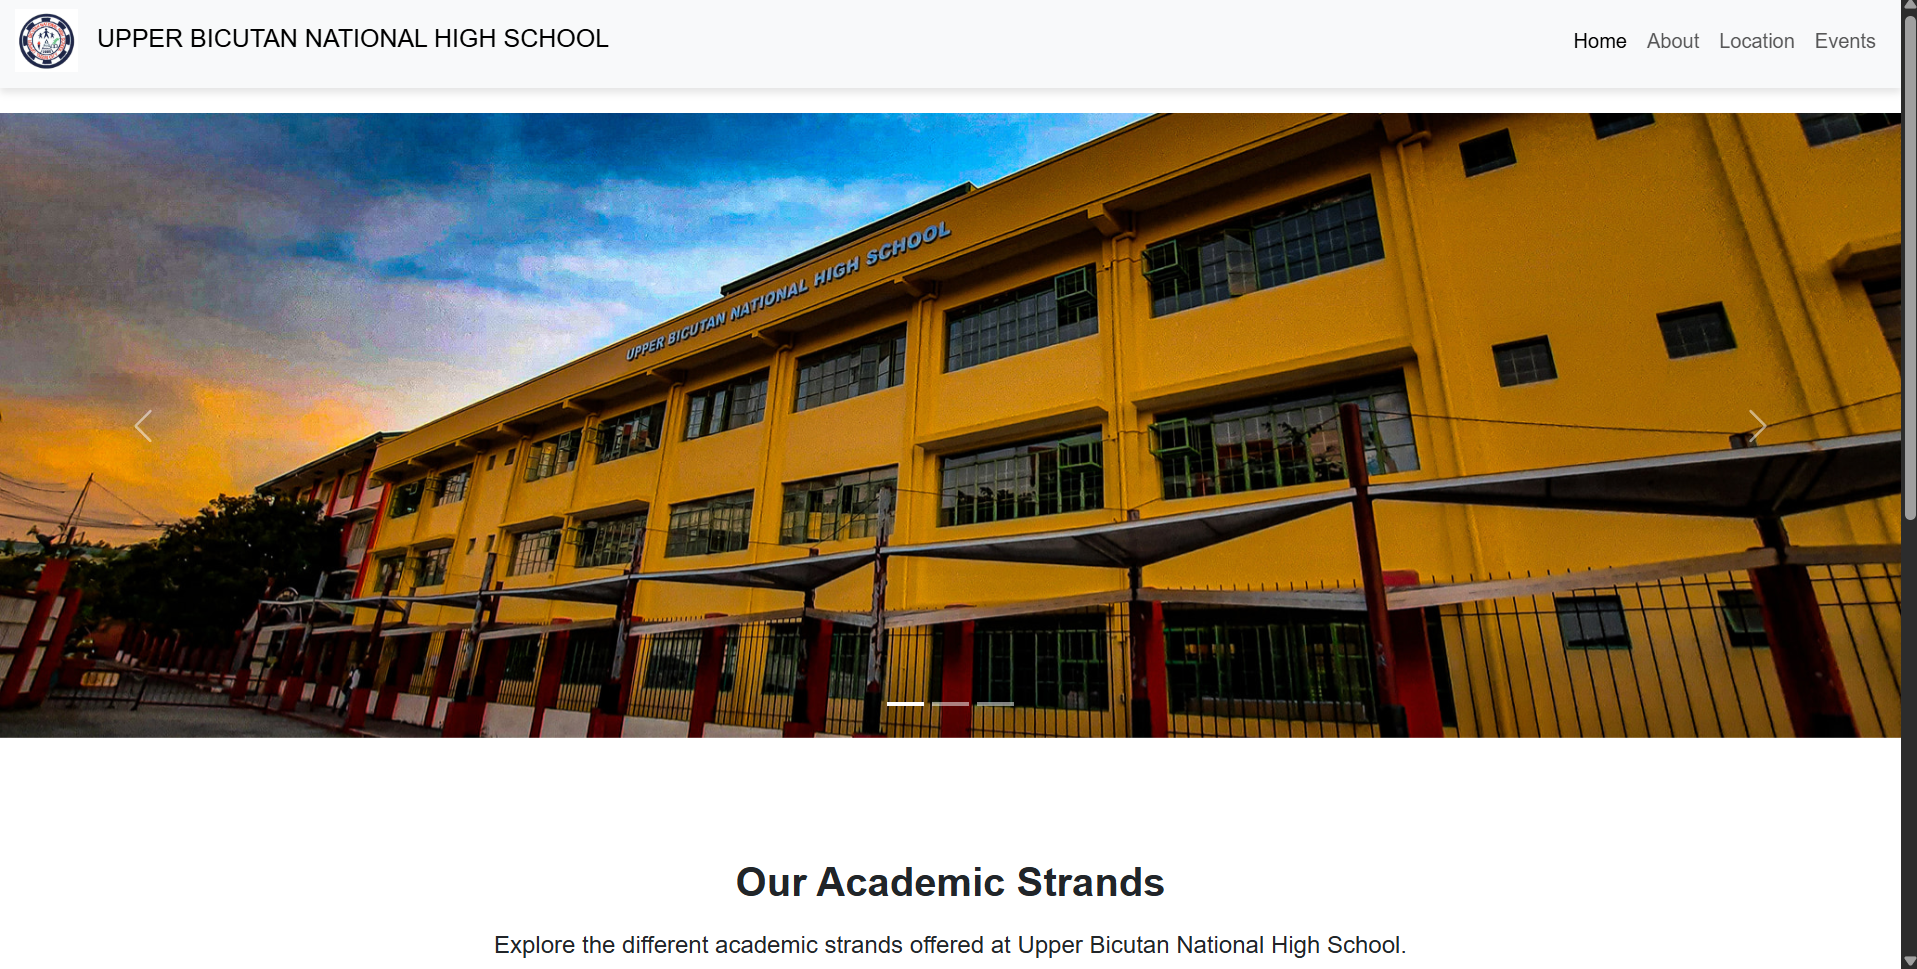 UPPER BICUTAN NATIONAL HIGH SCHOOL
Home About Location Events
UPPER BICUTAN NATIONAL HIGH SCHOOL
Our Academic Strands
Explore the different academic strands offered at Upper Bicutan National High School.